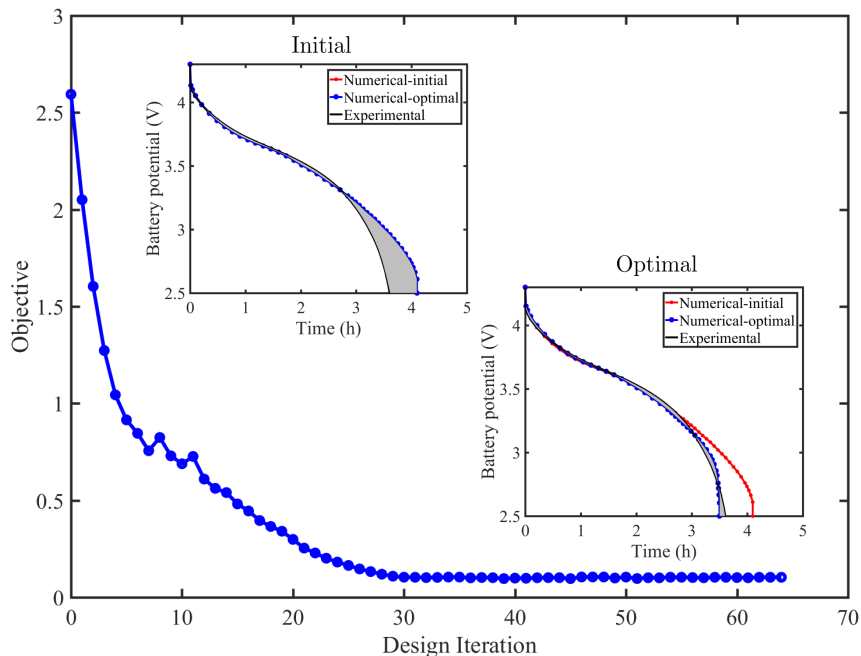 3
2.5
2
1.5
1
0.5
0
0
10
20
30
40
50
60
70
Objective
Design Iteration
Initial
Numerical-initial
Numerical-optimal
Experimental
4
3.5
3
2.5
0
1
2
3
4
5
Battery potential (V)
Time (h)
Optimal
Numerical-initial
Numerical-optimal
Experimental
4
3.5
3
2.5
0
1
2
3
4
5
Battery potential (V)
Time (h)